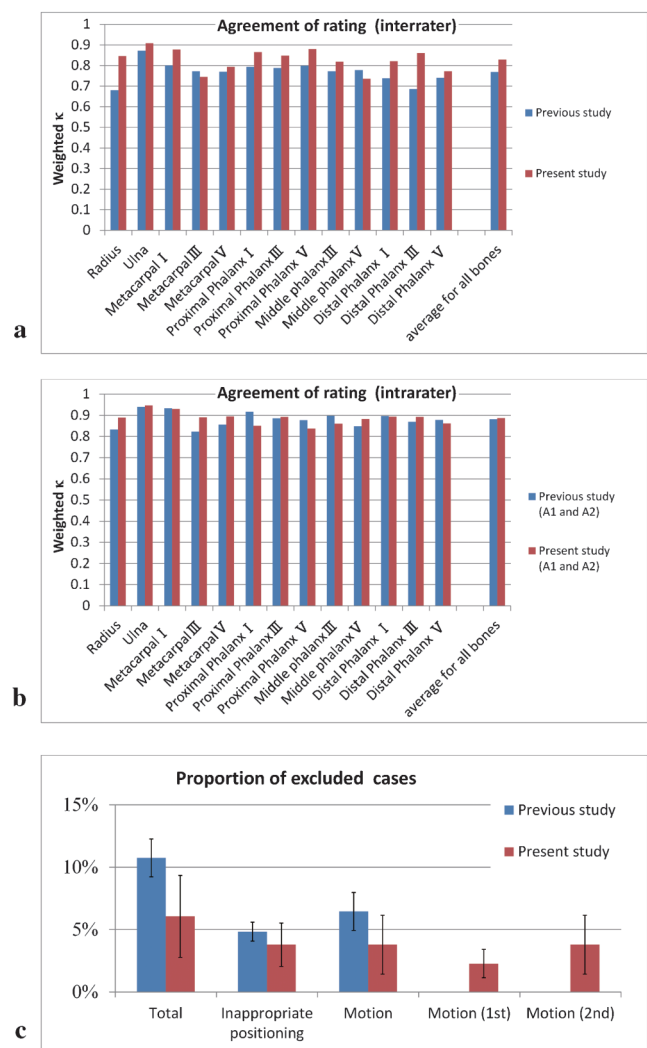 Agreement of rating (interrater)
Weighted κ
1
0.9
0.8
0.7
0.6
0.5
0.4
0.3
0.2
0.1
0
Radius
Ulna
Metacarpal Ⅰ
Metacarpal Ⅲ
Metacarpal Ⅴ
Proximal Phalanx Ⅰ
Proximal Phalanx Ⅲ
Proximal Phalanx Ⅴ
Middle phalanx Ⅲ
Middle phalanx Ⅴ
Distal Phalanx Ⅰ
Distal Phalanx Ⅲ
Distal Phalanx Ⅴ
average for all bones
Previous study
Present study
a
Agreement of rating (intrarater)
Weighted κ
1
0.9
0.8
0.7
0.6
0.5
0.4
0.3
0.2
0.1
0
Radius
Ulna
Metacarpal Ⅰ
Metacarpal Ⅲ
Metacarpal Ⅴ
Proximal Phalanx Ⅰ
Proximal Phalanx Ⅲ
Proximal Phalanx Ⅴ
Middle phalanx Ⅲ
Middle phalanx Ⅴ
Distal Phalanx Ⅰ
Distal Phalanx Ⅲ
Distal Phalanx Ⅴ
average for all bones
Previous study
(A1 and A2)
Present study
(A1 and A2)
b
Proportion of excluded cases
15%
10%
5%
0%
Previous study
Present study
Total
Inappropriate
positioning
Motion
Motion (1st)
Motion (2nd)
c